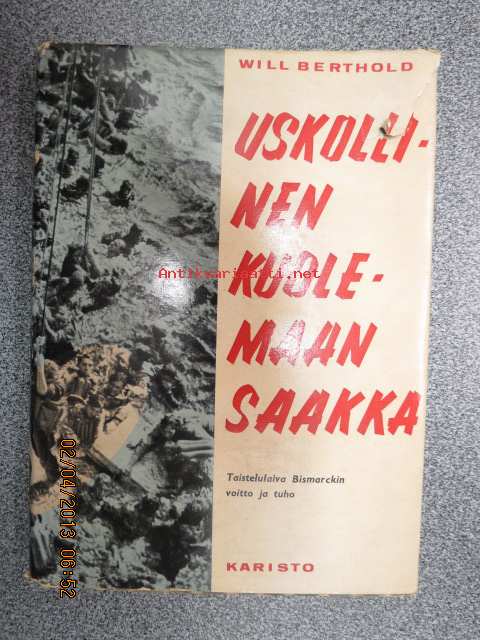 WILL BERTHOLD
USKOLLI-
NEN
KUOLE-
MAAN
SAAKKA
Antikvariaatti.net
Taistelulaiva Bismarckin
voitto ja tuho
KARISTO
02/04/2013 06:52